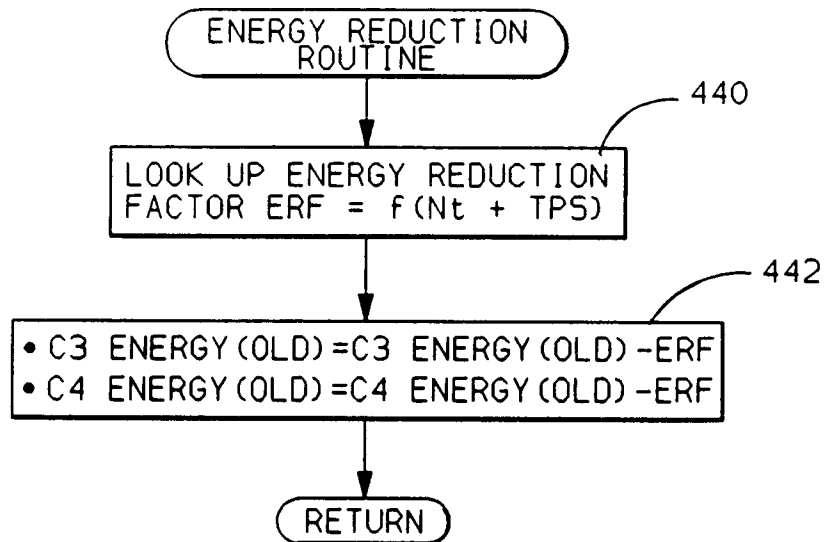 ENERGY REDUCTION
ROUTINE
440
LOOK UP ENERGY REDUCTION
FACTOR ERF = f(Nt + TPS)
442
• C3 ENERGY(OLD)=C3 ENERGY(OLD)-ERF
• C4 ENERGY(OLD)=C4 ENERGY(OLD)-ERF
RETURN